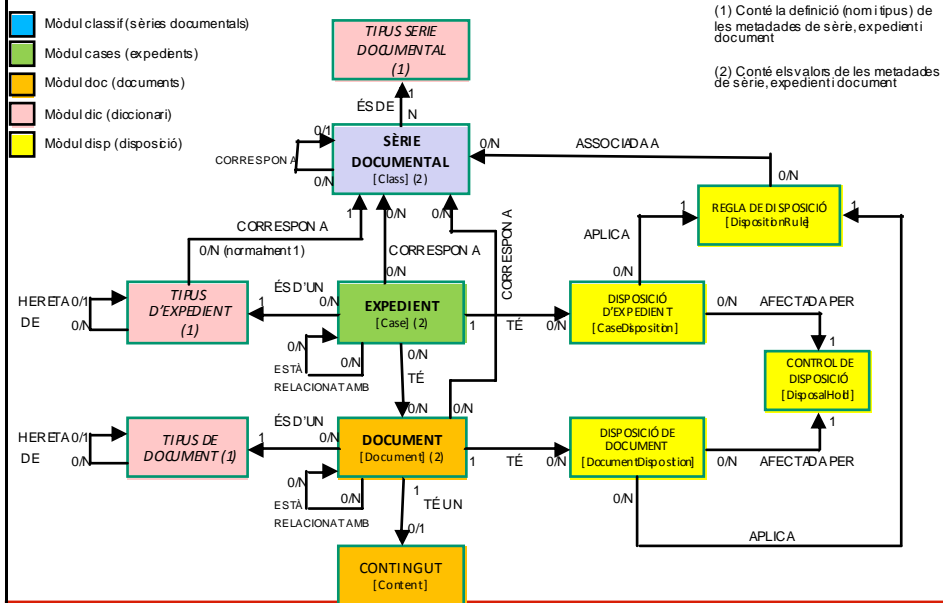 Mòdul classif (sèries documentals)
Mòdul cases (expedients)
Mòdul doc (documents)
Mòdul dic (diccionari)
Mòdul disp (disposició)
(1) Conté la definició (nom i tipus) de
les metadades de sèrie, expedient i
document
(2) Conté els valors de les metadades
de sèrie, expedient i document
TIPUS SERIE
DOCUMENTAL
(1)
1
ÉS DE
N
0/1
CORRESPON A
0/N
SÈRIE
DOCUMENTAL
[Class] (2)
0/N
ASSOCIADA A
0/N
REGLA DE DISPOSICIÓ
[DispositionRule]
1
1
1
0/N
0/N
CORRESPON A
0/N (normalment 1)
CORRESPON A
0/N
CORRESPON A
APLICA
0/N
HERETA
DE
0/1
0/N
TIPUS
D'EXPEDIENT
(1)
ÉS D'UN
1
0/N
EXPEDIENT
[Case] (2)
1
TÉ
0/N
DISPOSICIÓ
D'EXPEDIENT
[CaseDisposition]
0/N
AFECTADA PER
1
0/N
ESTÀ
0/N
RELACIONAT AMB
0/N
TÉ
0/N
0/N
CONTROL DE
DISPOSICIÓ
[DisposalHold]
1
HERETA
DE
0/1
0/N
TIPUS DE
DOCUMENT (1)
ÉS D'UN
1
0/N
DOCUMENT
[Document] (2)
1
TÉ
0/N
DISPOSICIÓ DE
DOCUMENT
[DocumentDisposition]
0/N
AFECTADA PER
0/N
0/N
ESTÀ
0/N
RELACIONAT AMB
1
TÉ UN
0/1
APLICA
CONTINGUT
[Content]